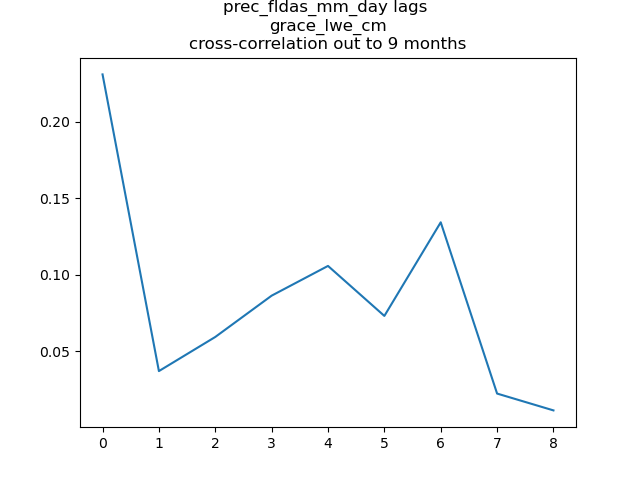 prec_fldas_mm_day lags
grace_lwe_cm
cross-correlation out to 9 months
0.20
0.15
0.10
0.05
0 1 2 3 4 5 6 7 8